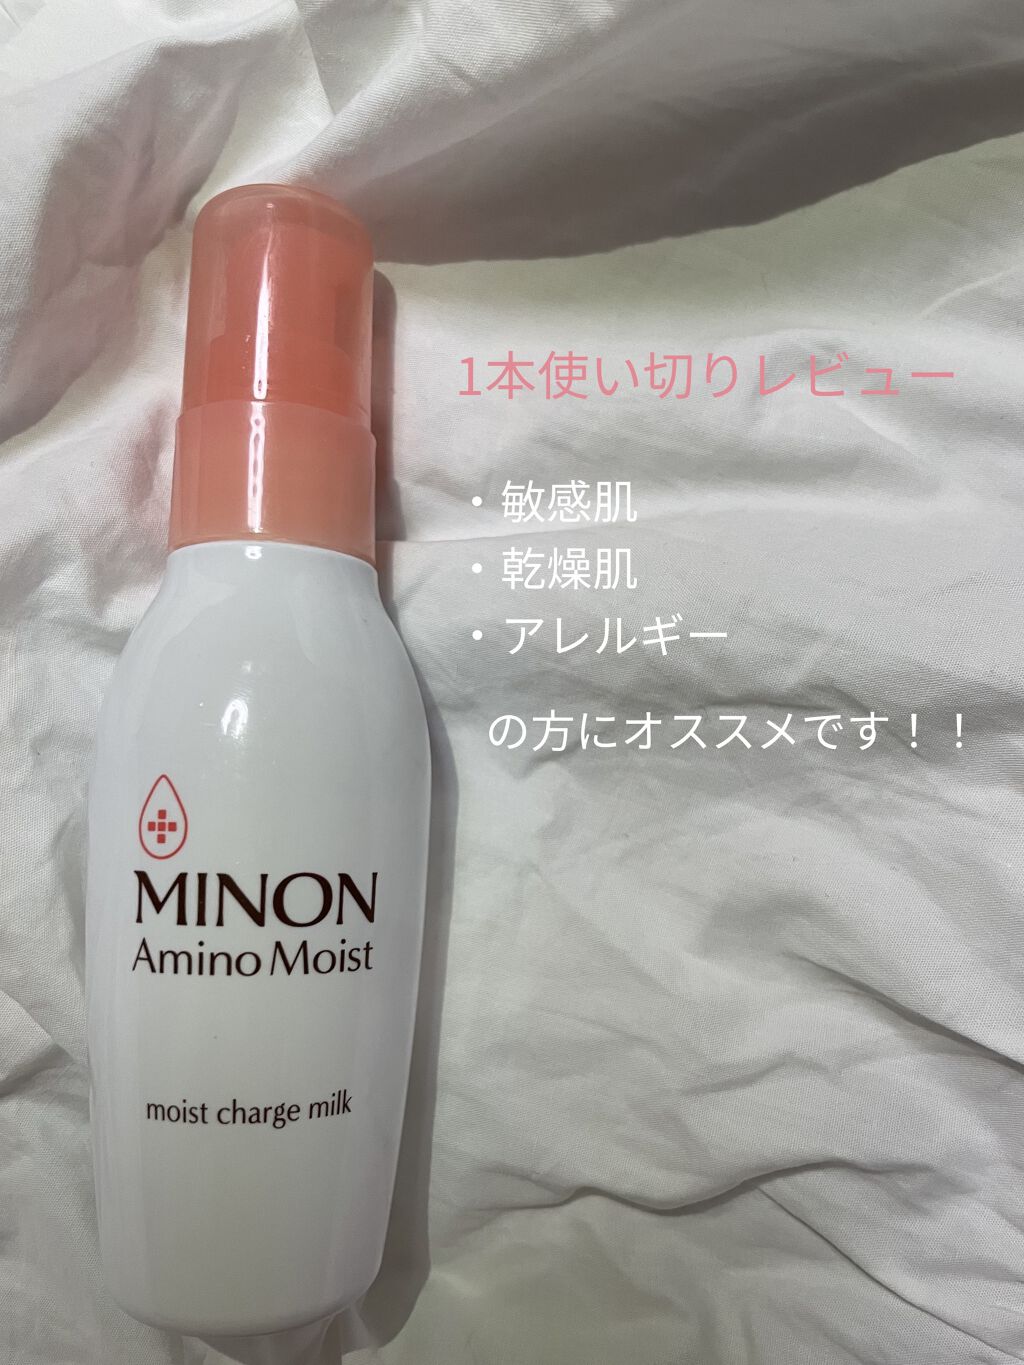 1本使い切りレビュー
・敏感肌
・乾燥肌
・アレルギー
の方にオススメです！！
MINON
Amino Moist
moist charge milk